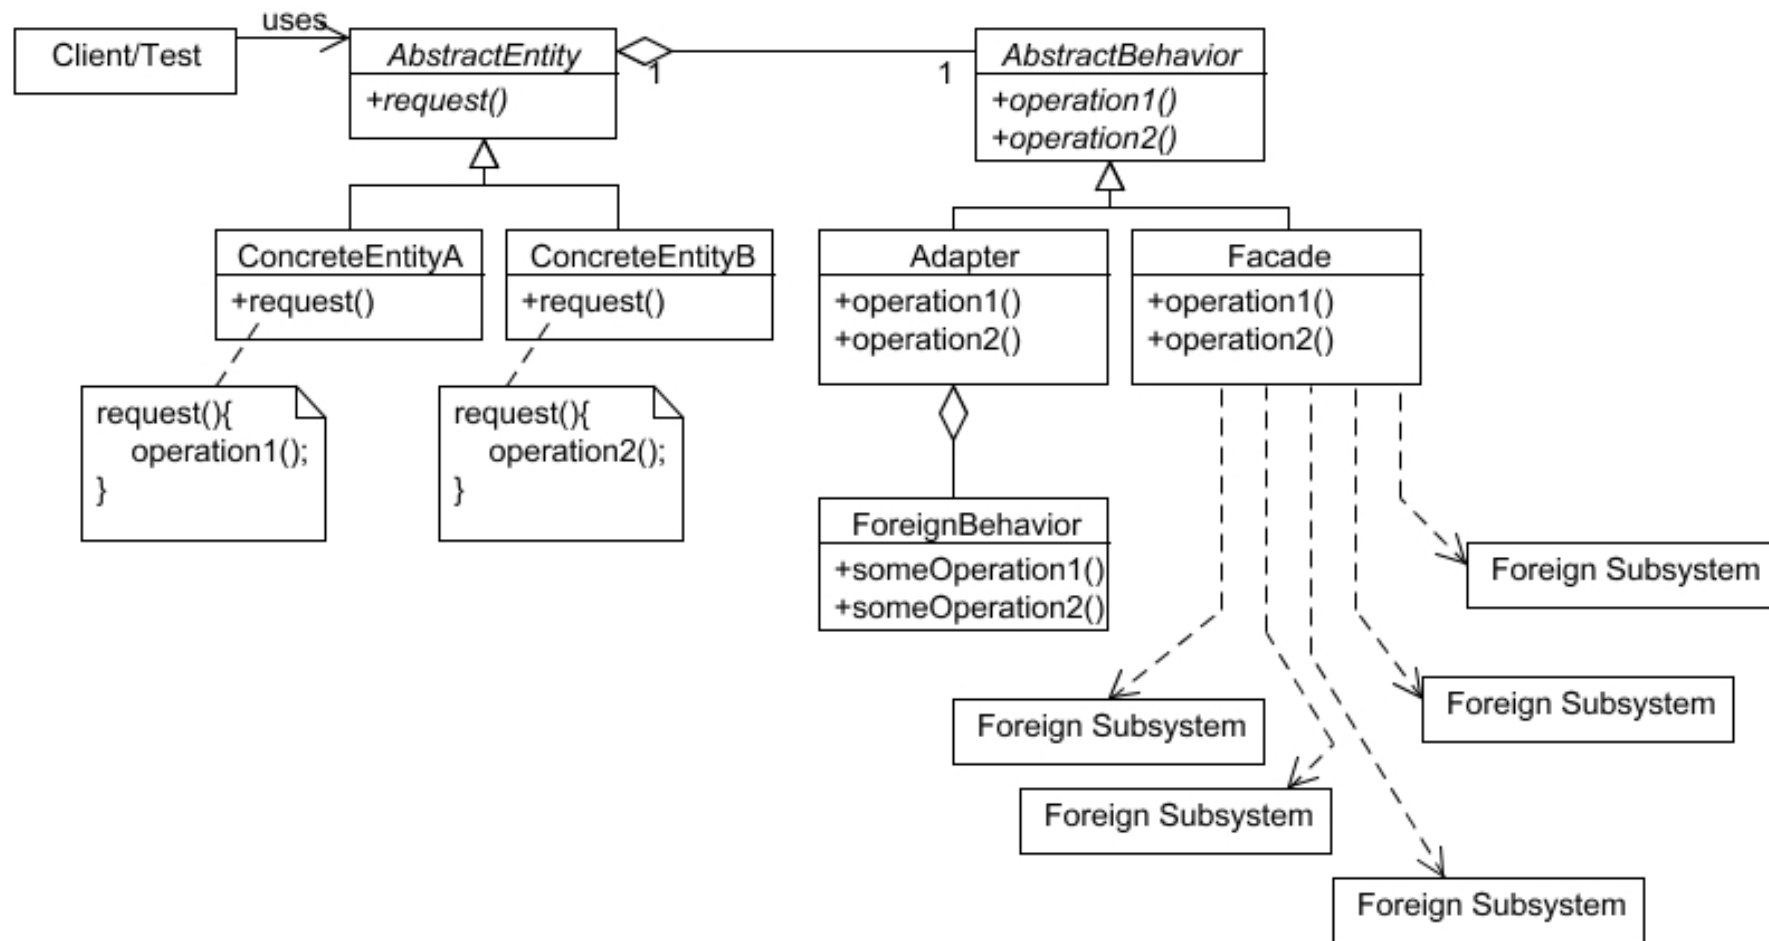 uses
Client/Test
AbstractEntity
+request()
1
1
AbstractBehavior
+operation1()
+operation2()
ConcreteEntityA
+request()
ConcreteEntityB
+request()
Adapter
+operation1()
+operation2()
Facade
+operation1()
+operation2()
request(){
operation1();
}
request(){
operation2();
}
ForeignBehavior
+someOperation1()
+someOperation2()
Foreign Subsystem
Foreign Subsystem
Foreign Subsystem
Foreign Subsystem
Foreign Subsystem